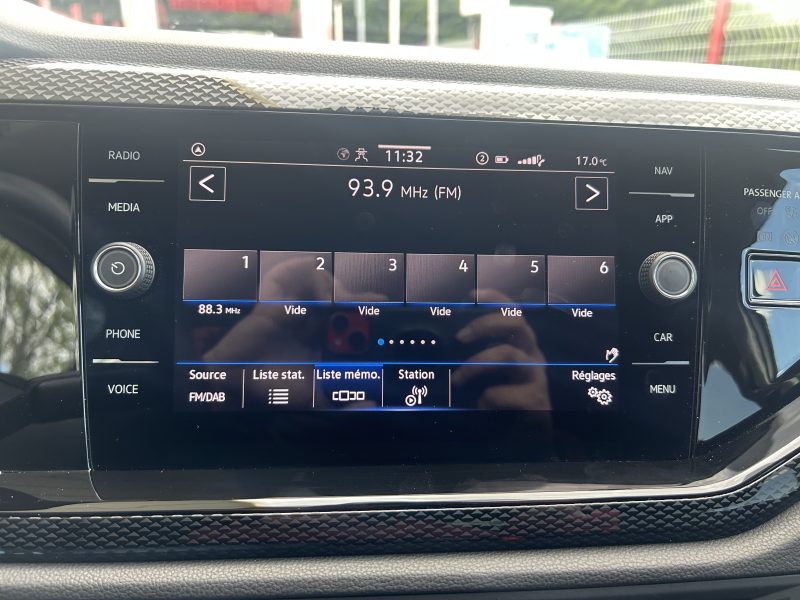 RADIO
MEDIA
PHONE
VOICE
11:32
2
17.0°C
93.9 MHz (FM)
1 2 3 4 5 6
88.3 MHz Vide Vide Vide Vide Vide
Source Liste stat. Liste mémo. Station Réglages
FM/DAB
NAV
APP
CAR
MENU
PASSENGER A
OFF